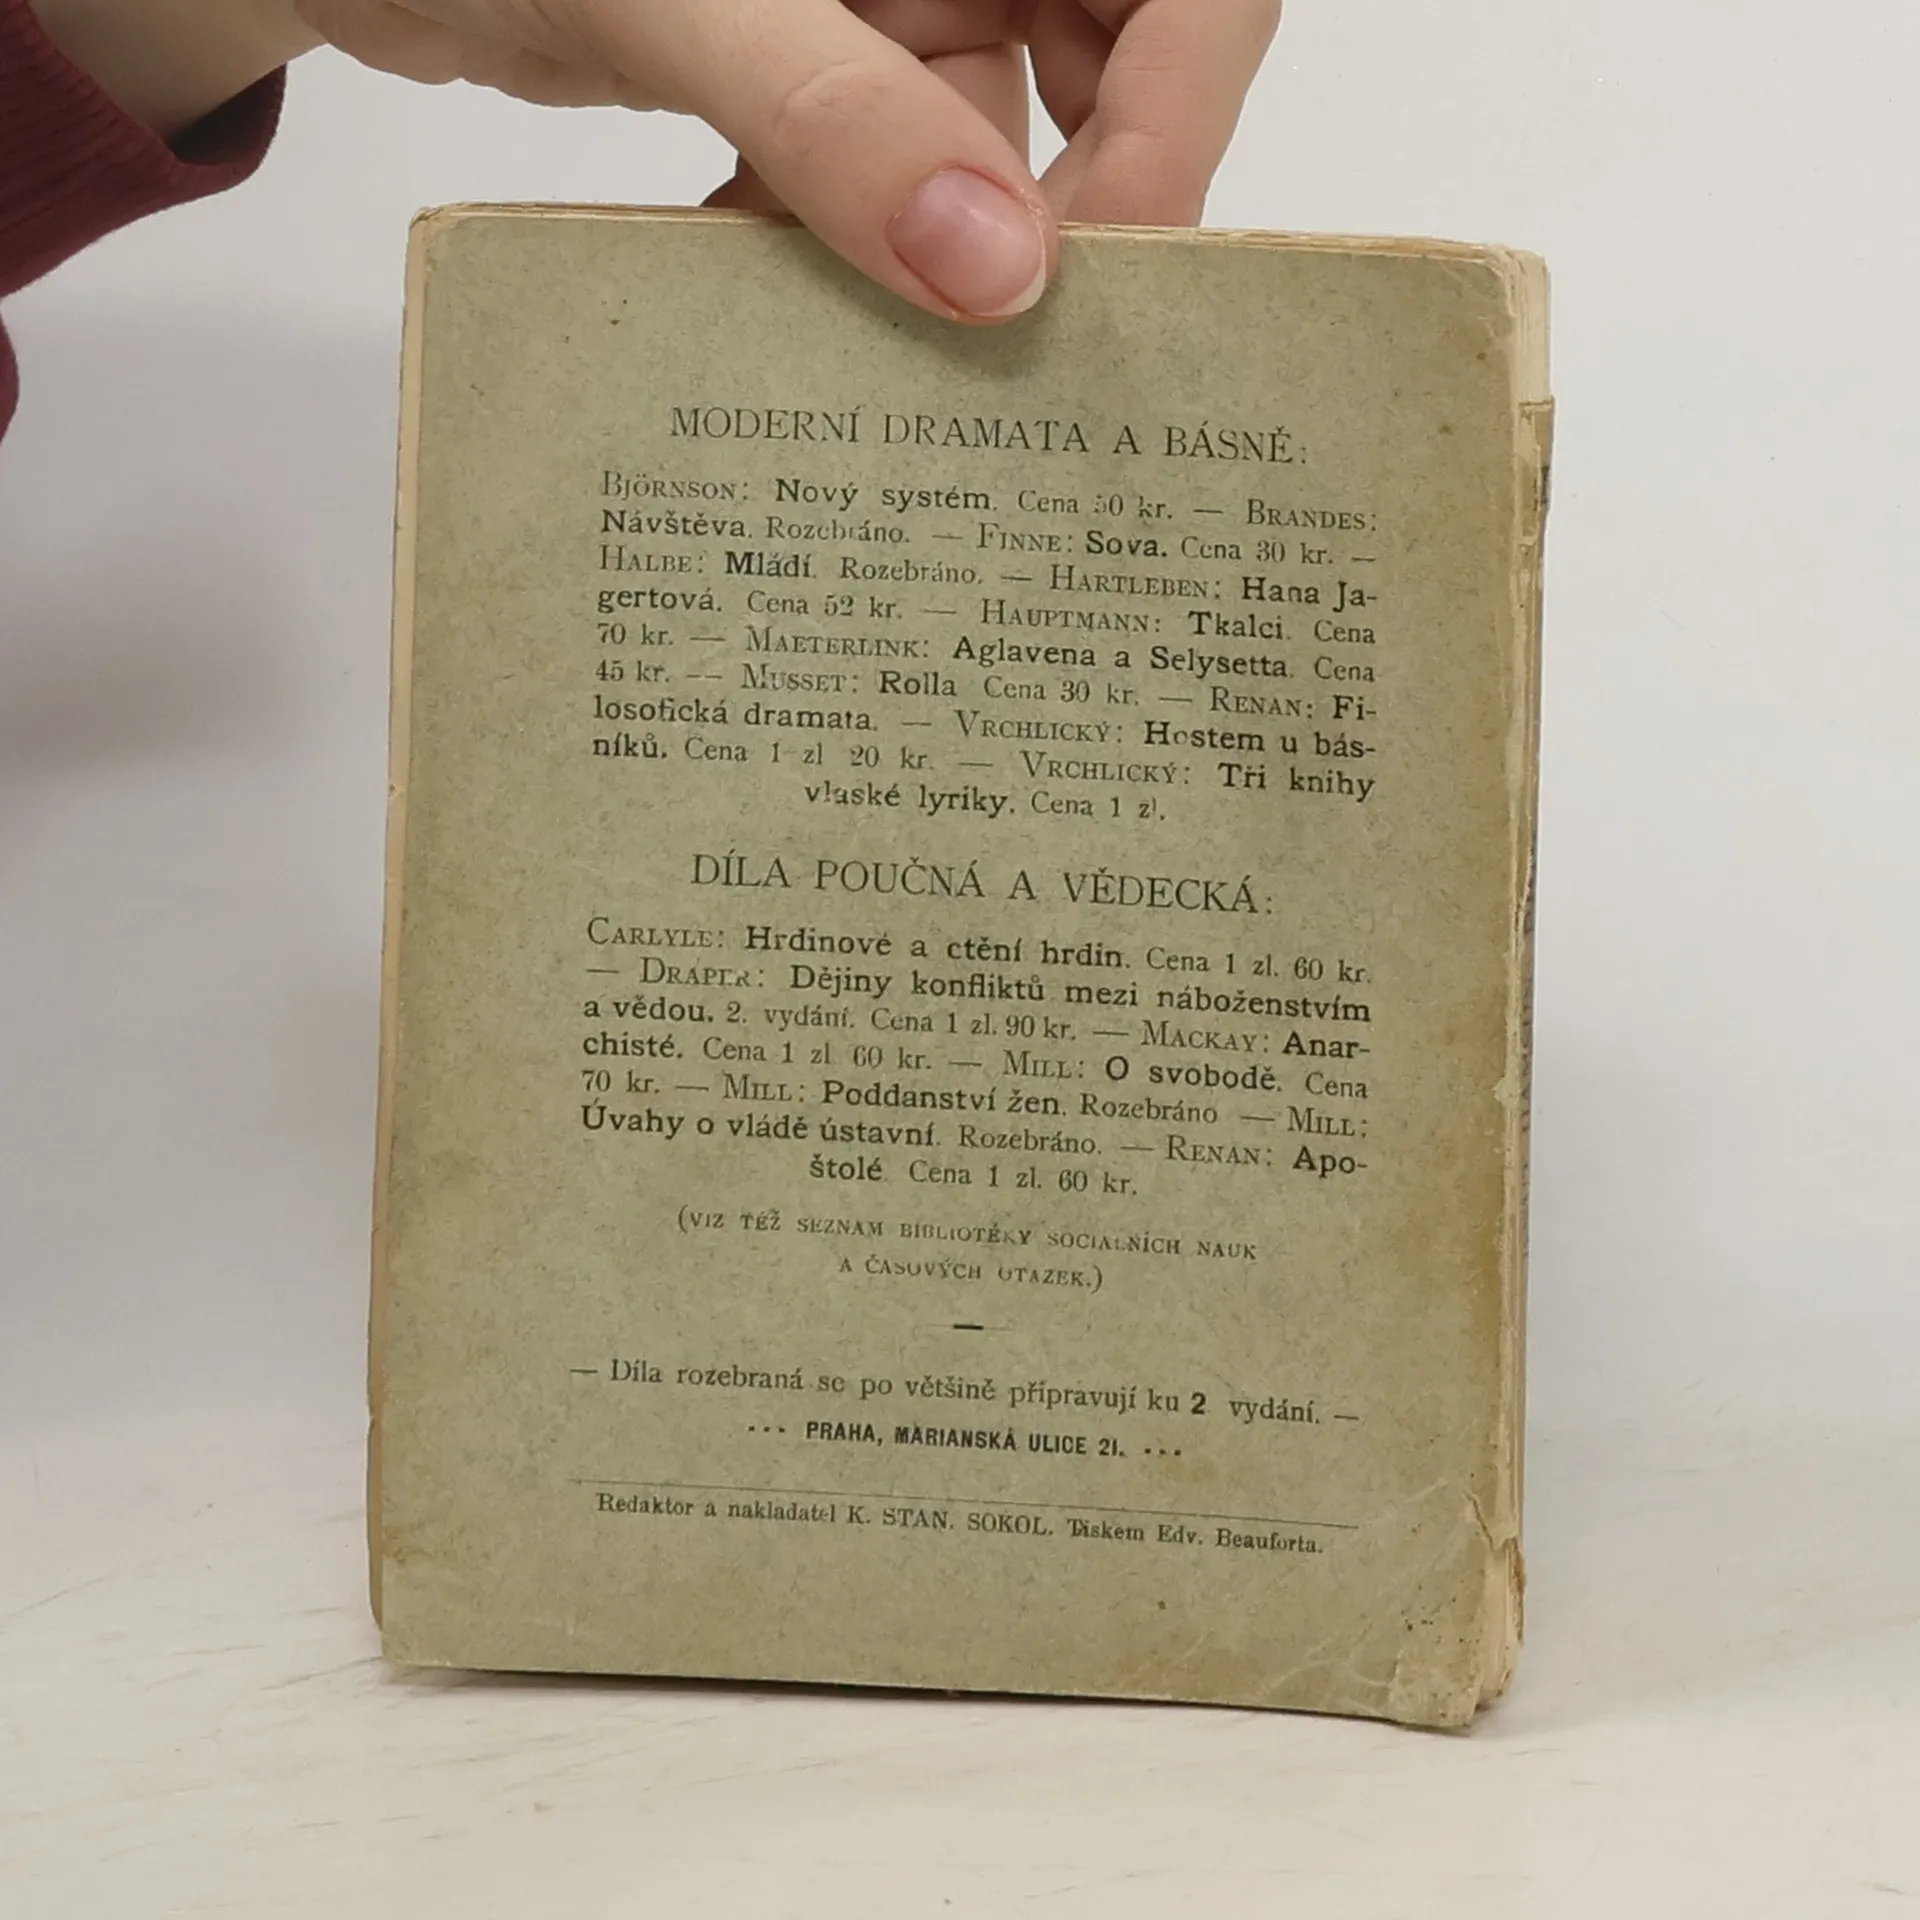 MODERNÍ DRAMATA A BÁSNĚ:
BJÖRNSON: Nový systém. Cena 50 kr. — BRANDES:
Návštěva. Rozebráno. — FINNE: Sova. Cena 30 kr. —
HALBE: Mládí. Rozebráno. — HARTLEBEN: Hana Ja-
gertová. Cena 52 kr. — HAUPTMANN: Tkalci. Cena
70 kr. — MAETERLINK: Aglavena a Selysetta. Cena
45 kr. — MUSSET: Rolla Cena 30 kr. — RENAN: Fi-
losofická dramata. — VRCHLICKÝ: Hostem u bás-
níků. Cena 1 zl 20 kr. — VRCHLICKÝ: Tři knihy
vlaské lyriky. Cena 1 zl.
DÍLA POUČNÁ A VĚDECKÁ:
CARLYLE: Hrdinové a ctění hrdin. Cena 1 zl. 60 kr.
— DRAPER: Dějiny konfliktů mezi náboženstvím
a vědou. 2. vydání. Cena 1 zl. 90 kr. — MACKAY: Anar-
chisté. Cena 1 zl 60 kr. — MILL: O svobodě. Cena
70 kr. — MILL: Poddanství žen. Rozebráno — MILL:
Úvahy o vládě ústavní. Rozebráno. — RENAN: Apo-
štolé. Cena 1 zl. 60 kr.
(VIZ TÉŽ SEZNAM BIBLIOTÉKY SOCIALNÍCH NAUK
A ČASOVÝCH OTAZEK.)
— Díla rozebraná se po většině připravují ku 2 vydání. —
... PRAHA, MARIANSKÁ ULICE 21. ...
Redaktor a nakladatel K. STAN. SOKOL. Tiskem Edv. Beauforta.